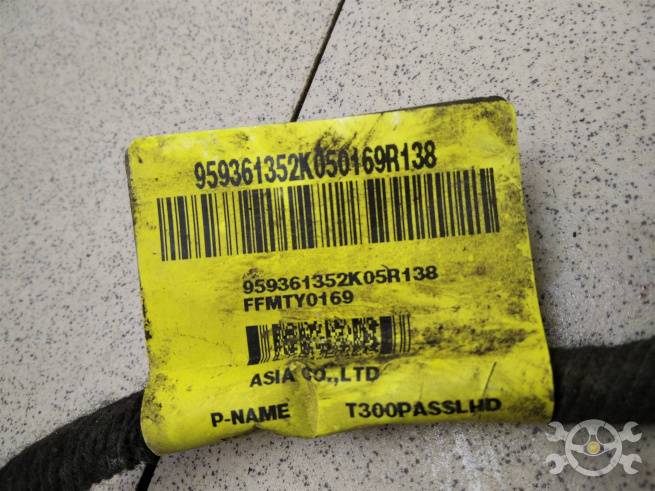 959361352K050169R138
959361352K05R138
FFMTY0169
ASIA CO.,LTD
P-NAME T300PASSLHD